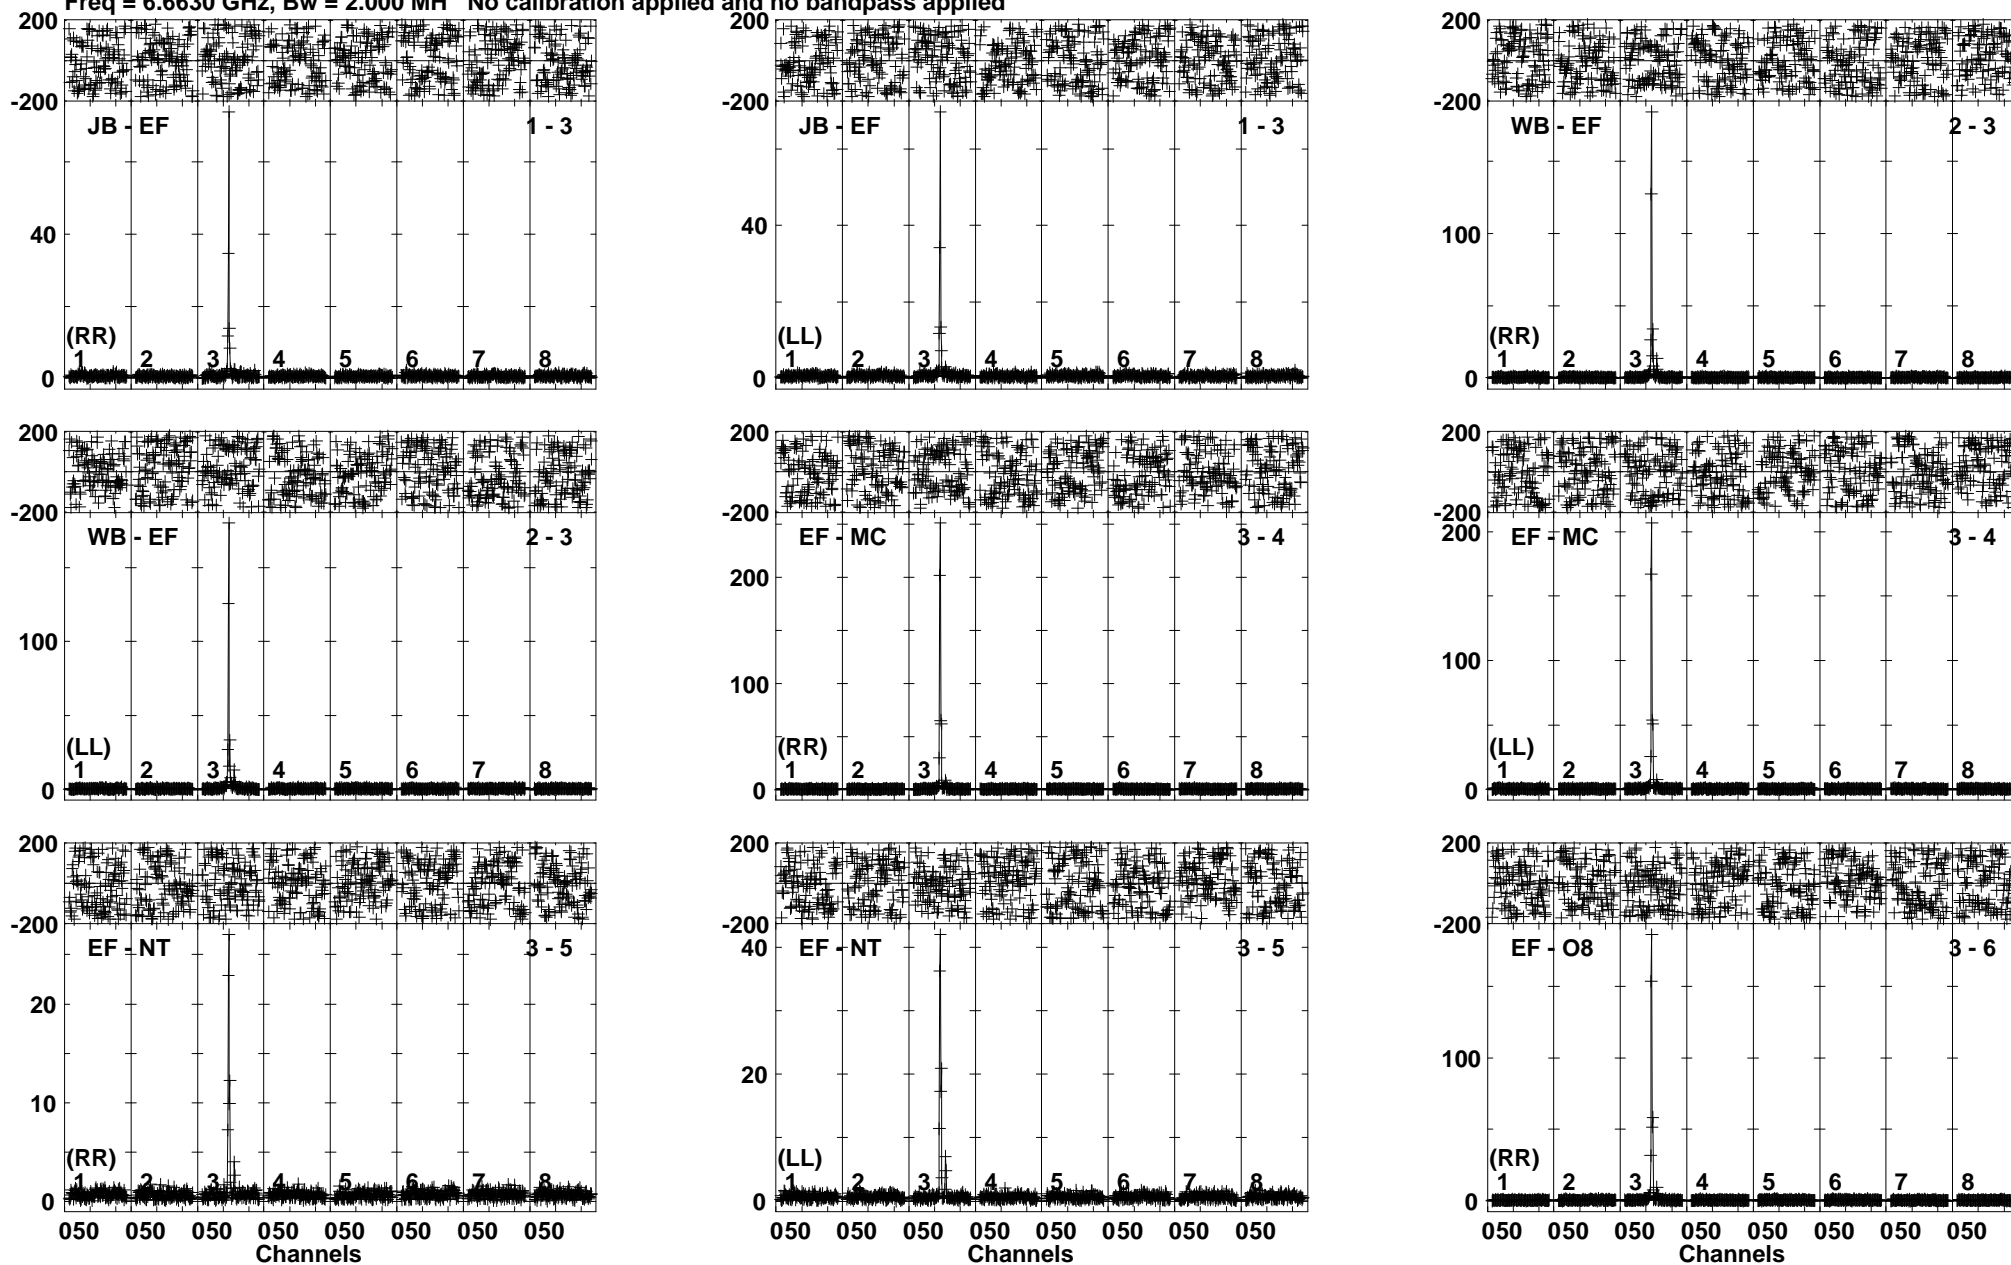 Freq = 6.6630 GHz, Bw = 2.000 MH No calibration applied and no bandpass applied
200 200 200
-200 -200 -200
JB - EF 1 - 3 JB - EF 1 - 3 WB - EF 2 - 3
40 40 100
(RR) (LL) (RR)
1 2 3 4 5 6 7 8 1 2 3 4 5 6 7 8 1 2 3 4 5 6 7 8
0 0 0
200 200 200
-200 -200 -200
WB - EF 2 - 3 EF - MC 3 - 4 200 EF - MC 3 - 4
100 200 100
100
(LL) (RR) (LL)
1 2 3 4 5 6 7 8 1 2 3 4 5 6 7 8 1 2 3 4 5 6 7 8
0 0 0
200 200 200
-200 -200 -200
EF - NT 3 - 5 40 EF - NT 3 - 5 EF - O8 3 - 6
20 20 100
10
(RR) (LL) (RR)
1 2 3 4 5 6 7 8 1 2 3 4 5 6 7 8 1 2 3 4 5 6 7 8
0 0 0
050 050 050 050 050 050 050 050 050 050 050 050 050 050 050 050 050 050 050 050 050 050 050 050
Channels Channels Channels